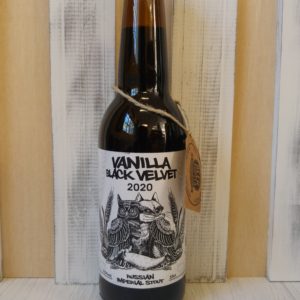 VANILLA
BLACK VELVET
2020
RUSSIAN
IMPERIAL STOUT